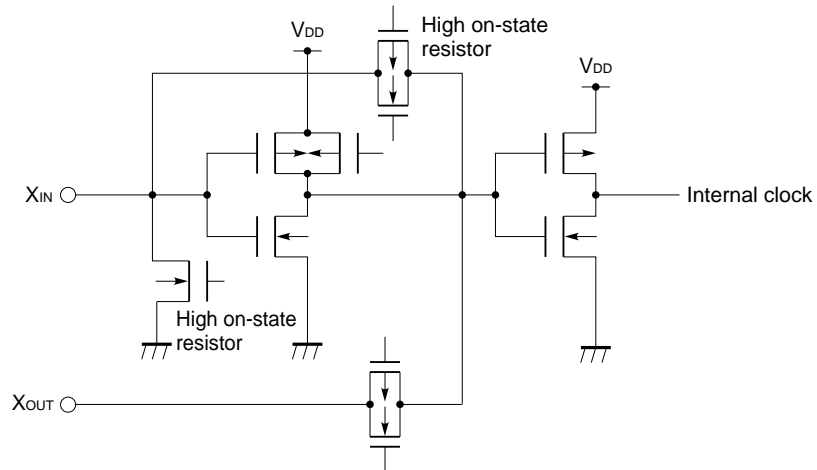 High on-state
resistor
VDD
VDD
XIN
Internal clock
High on-state
resistor
XOUT